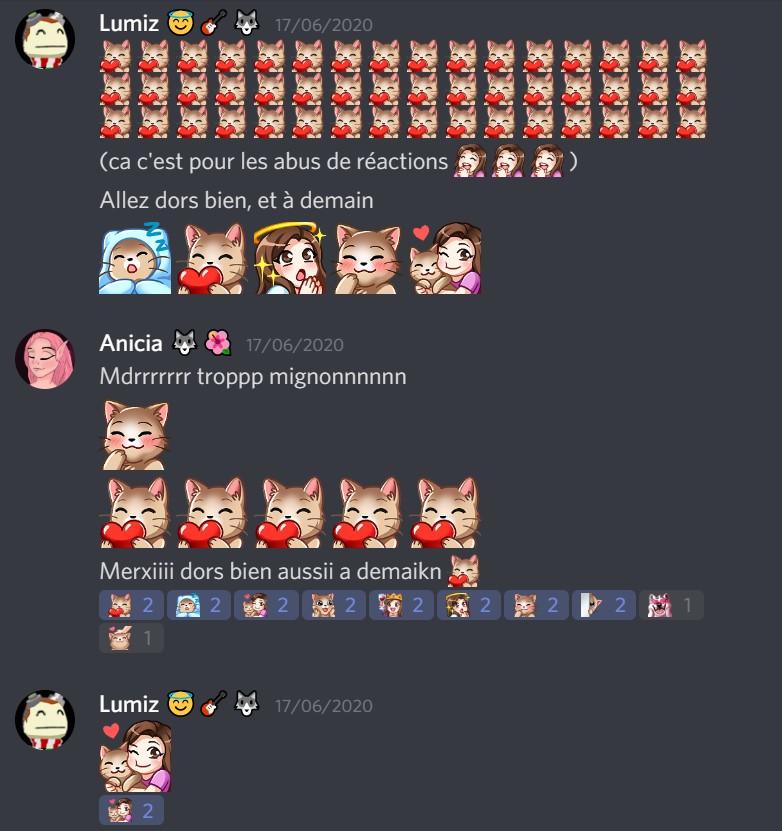 Lumiz 17/06/2020
(ca c'est pour les abus de réactions )
Allez dors bien, et à demain
Anicia 17/06/2020
Mdrrrrrrr troppp mignonnnnnn
Merxiiii dors bien aussii a demaikn
2 2 2 2 2 2 2 2 1
1
Lumiz 17/06/2020
2